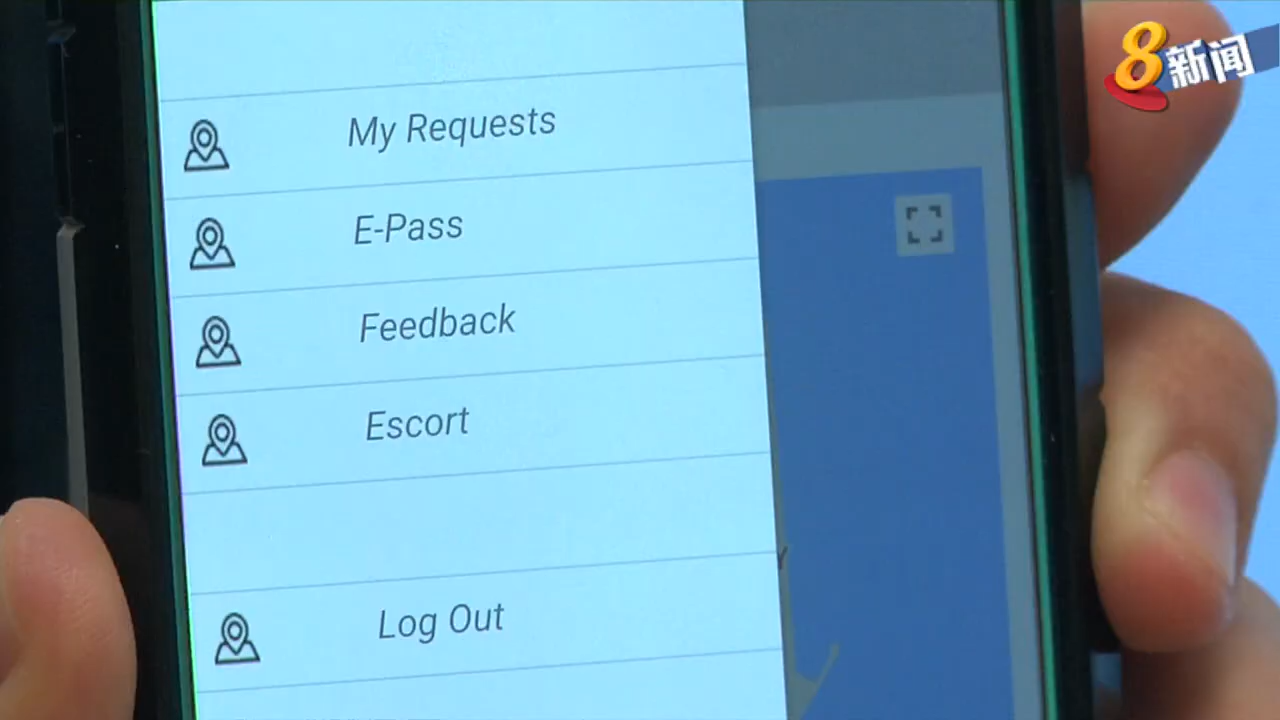 8新闻
My Requests
E-Pass
Feedback
Escort
Log Out